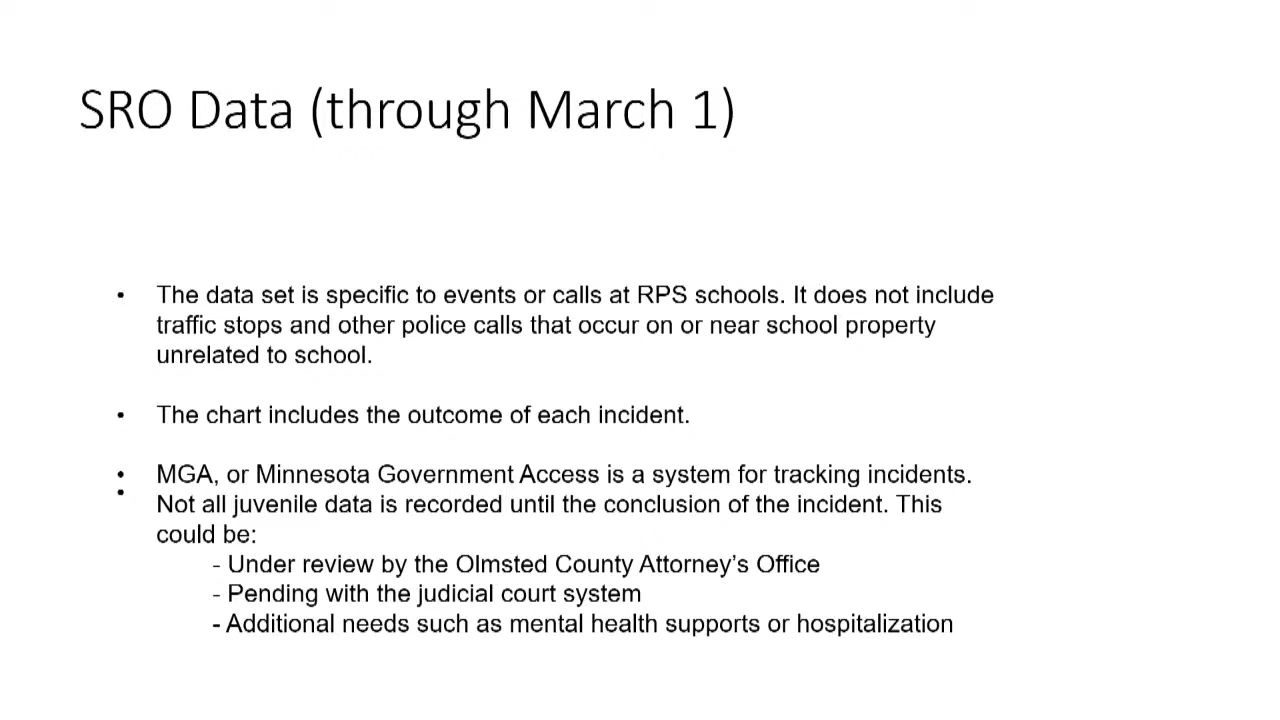 SRO Data (through March 1)
• The data set is specific to events or calls at RPS schools. It does not include
traffic stops and other police calls that occur on or near school property
unrelated to school.
• The chart includes the outcome of each incident.
• MGA, or Minnesota Government Access is a system for tracking incidents.
• Not all juvenile data is recorded until the conclusion of the incident. This
could be:
- Under review by the Olmsted County Attorney’s Office
- Pending with the judicial court system
- Additional needs such as mental health supports or hospitalization